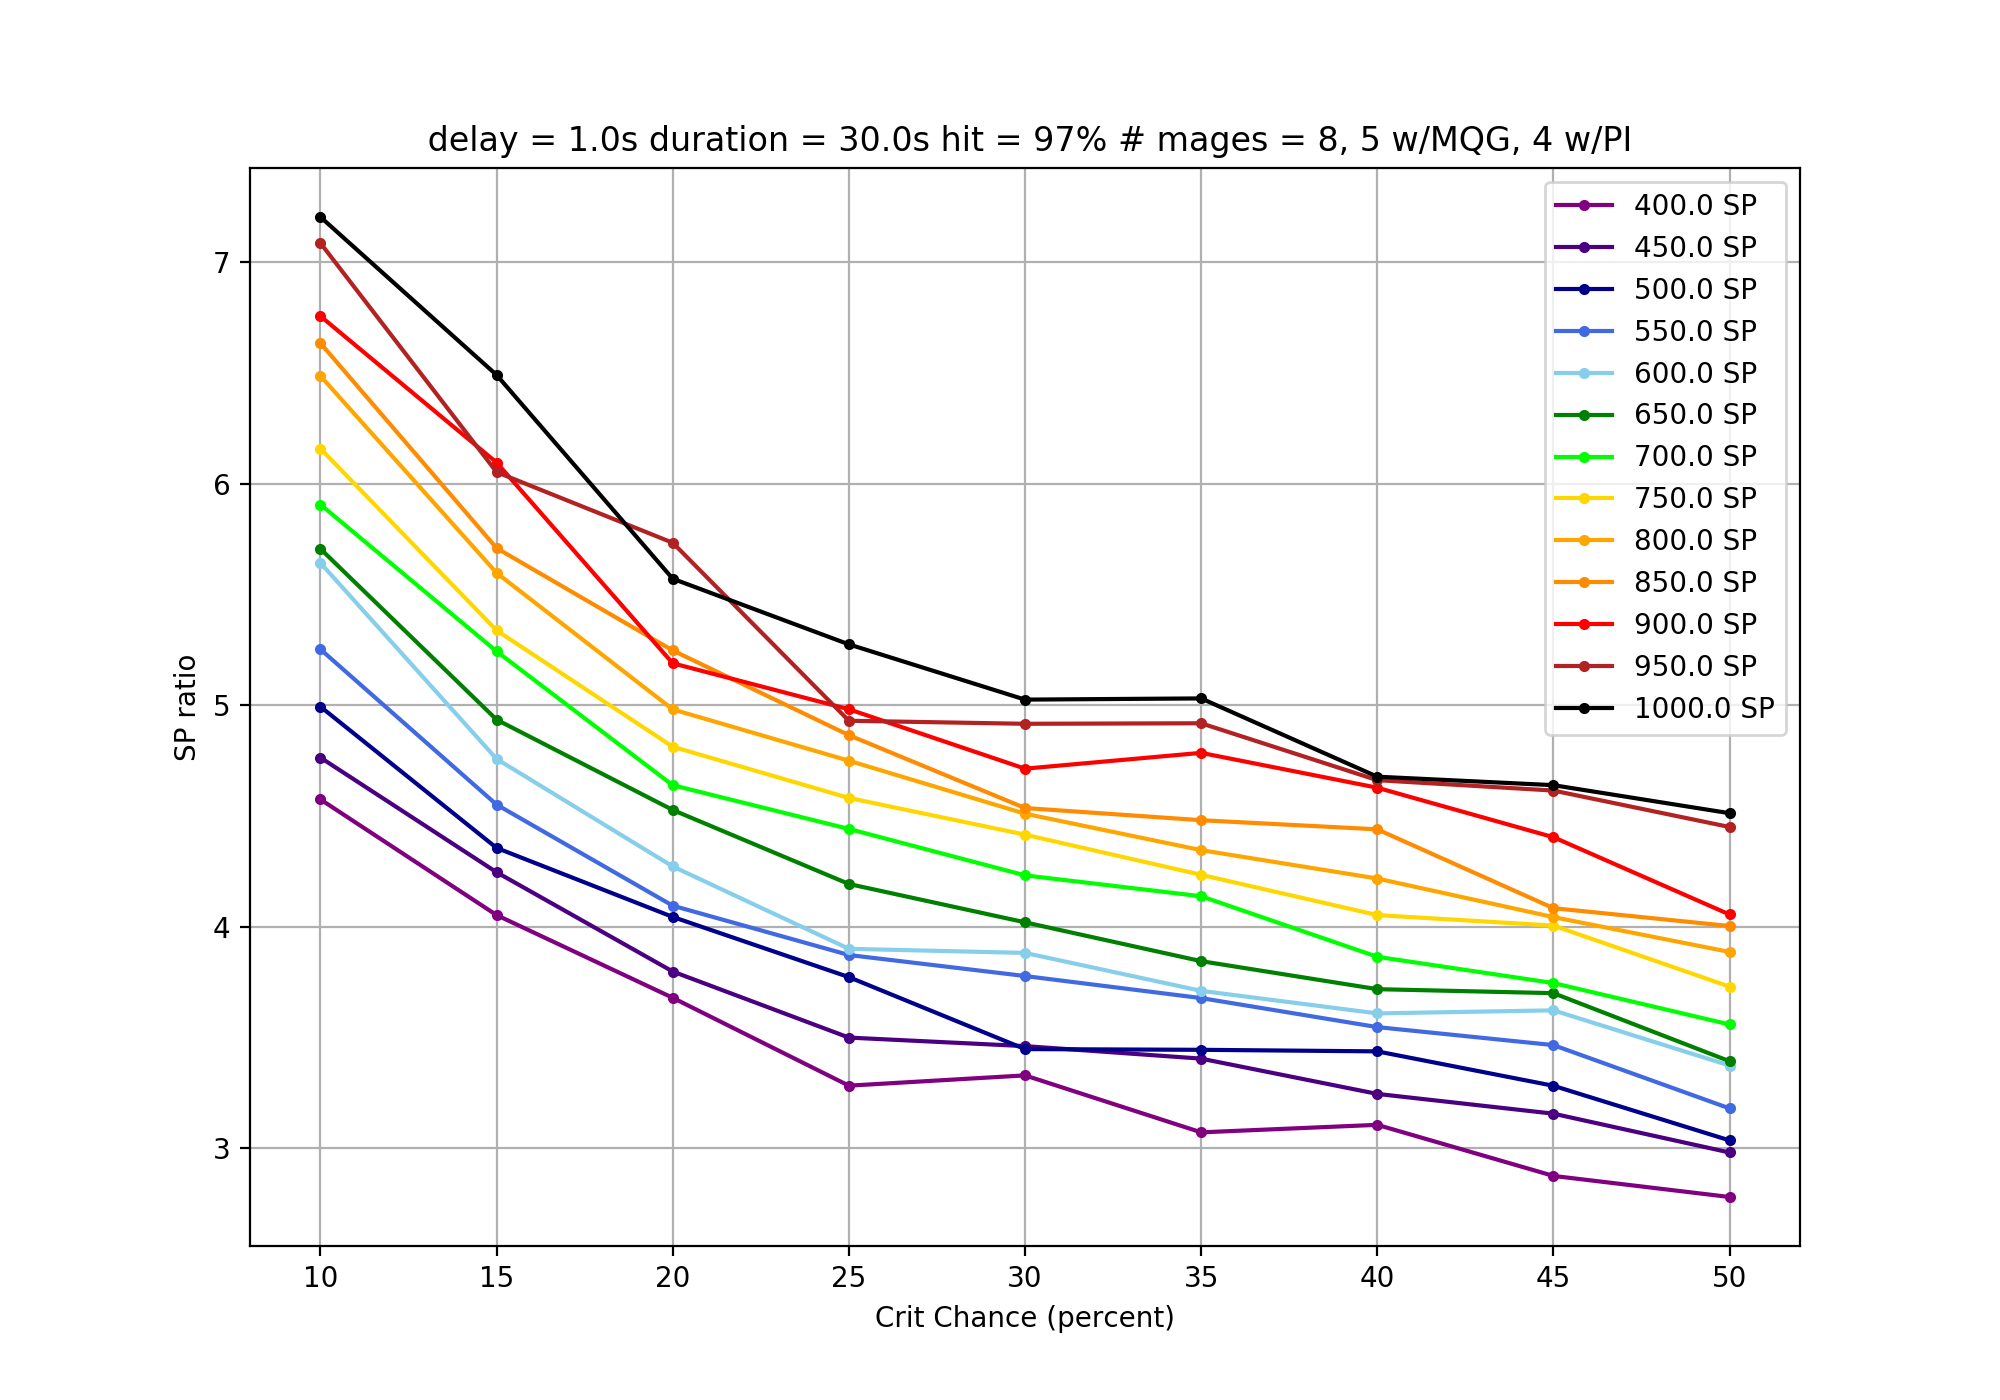 delay = 1.0s duration = 30.0s hit = 97% # mages = 8, 5 w/MQG, 4 w/PI
400.0 SP
450.0 SP
500.0 SP
550.0 SP
600.0 SP
650.0 SP
700.0 SP
750.0 SP
800.0 SP
850.0 SP
900.0 SP
950.0 SP
1000.0 SP
SP ratio
7
6
5
4
3
10 15 20 25 30 35 40 45 50
Crit Chance (percent)